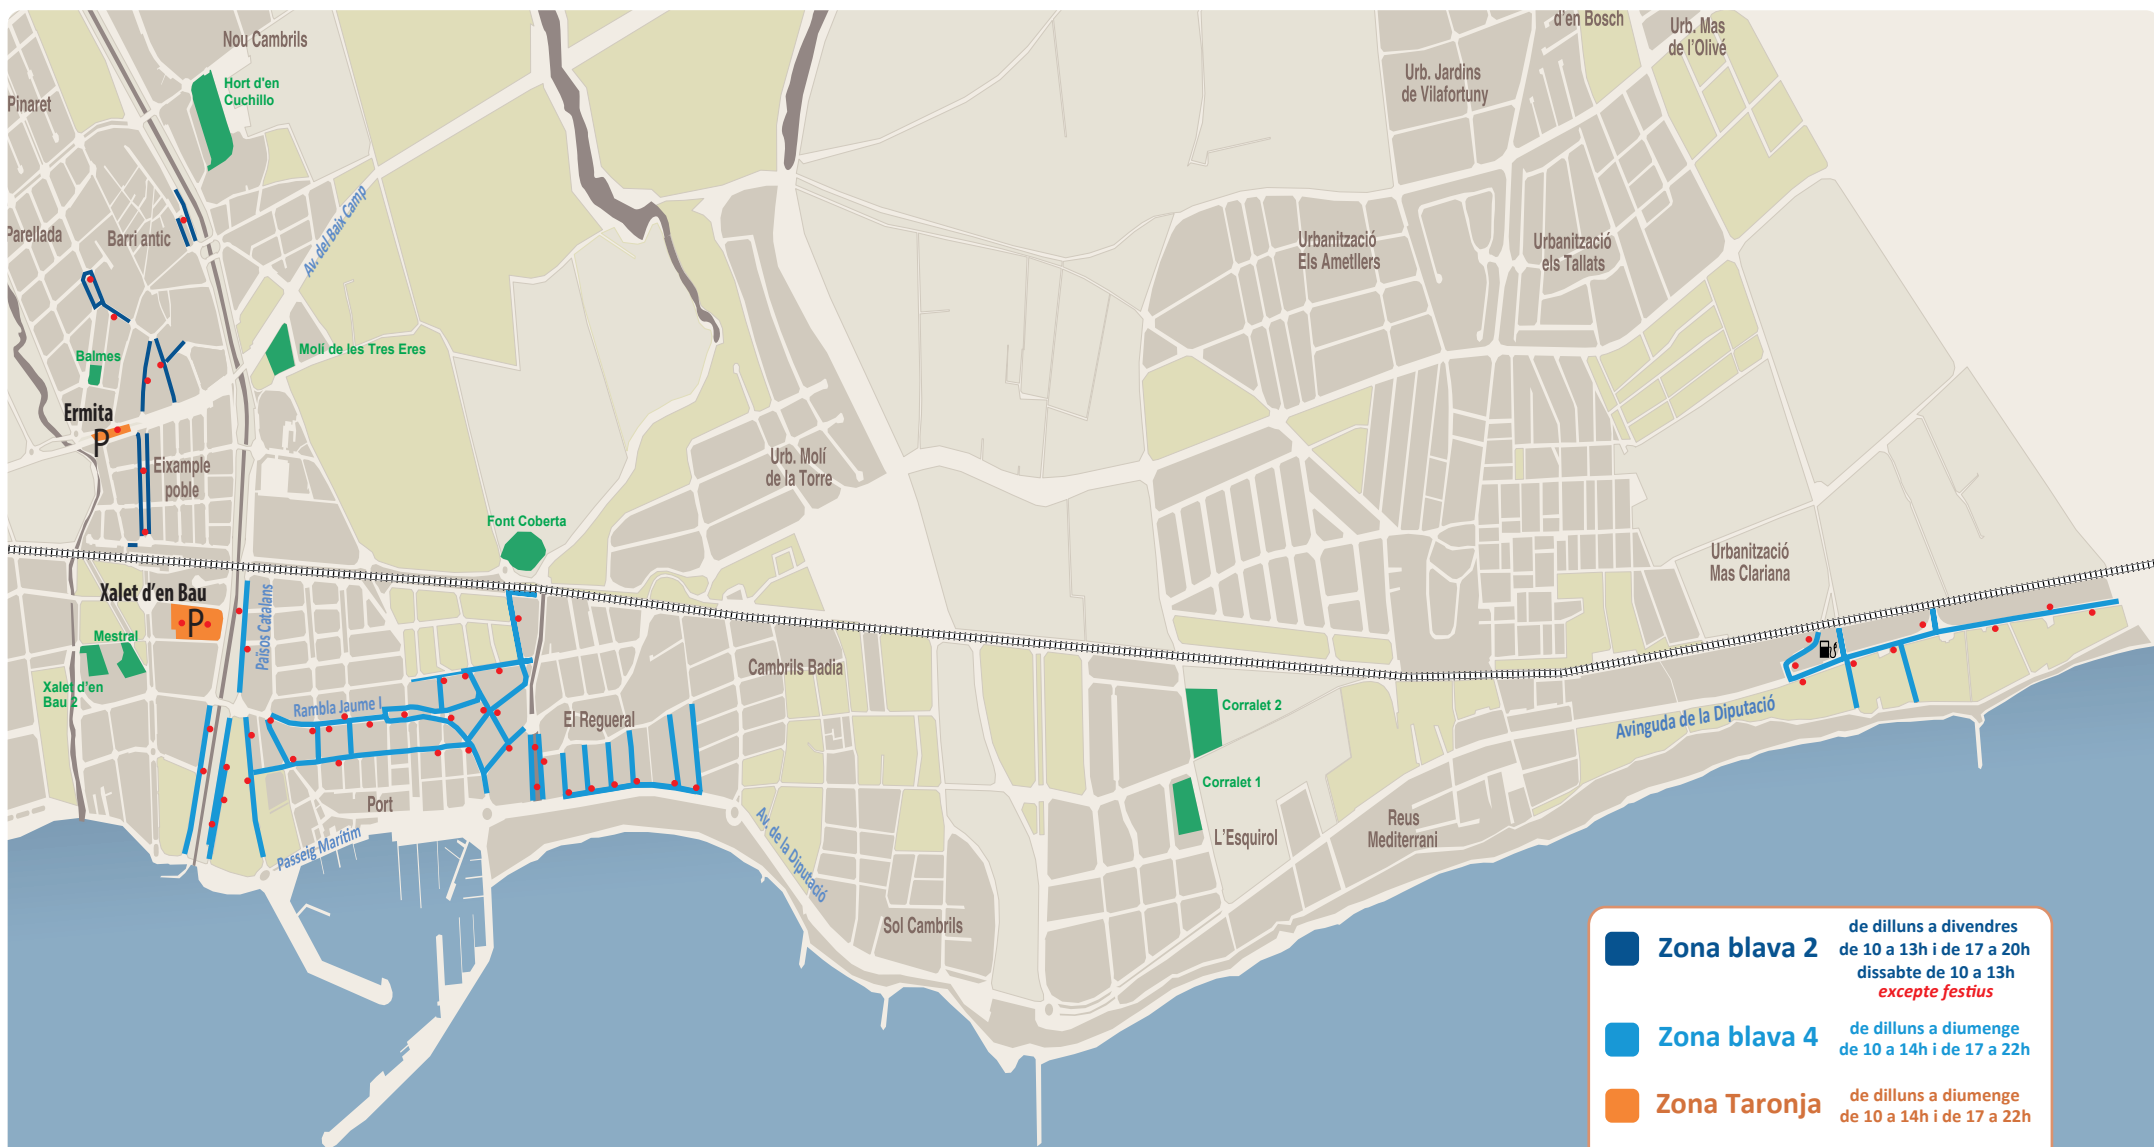 Nou Cambrils
Hort d'en
Cuchillo
Pinaret
Parellada
Barri antic
Av. del Baix Camp
Balmes
Molí de les Tres Eres
Ermita
P
Eixample
poble
Font Coberta
Urb. Molí
de la Torre
d'en Bosch
Urb. Mas
de l'Olivé
Urb. Jardins
de Vilafortuny
Urbanització
Els Ametllers
Urbanització
els Tallats
Urbanització
Mas Clariana
Xalet d'en Bau
P
Països Catalans
Mestral
Xalet d'en
Bau 2
Rambla Jaume I
El Regueral
Cambrils Badia
Port
Passeig Marítim
Av. de la Diputació
Sol Cambrils
Corralet 2
Corralet 1
L'Esquirol
Reus
Mediterrani
Avinguda de la Diputació
Zona blava 2
de dilluns a divendres
de 10 a 13h i de 17 a 20h
dissabte de 10 a 13h
excepte festius
Zona blava 4
de dilluns a diumenge
de 10 a 14h i de 17 a 22h
Zona Taronja
de dilluns a diumenge
de 10 a 14h i de 17 a 22h